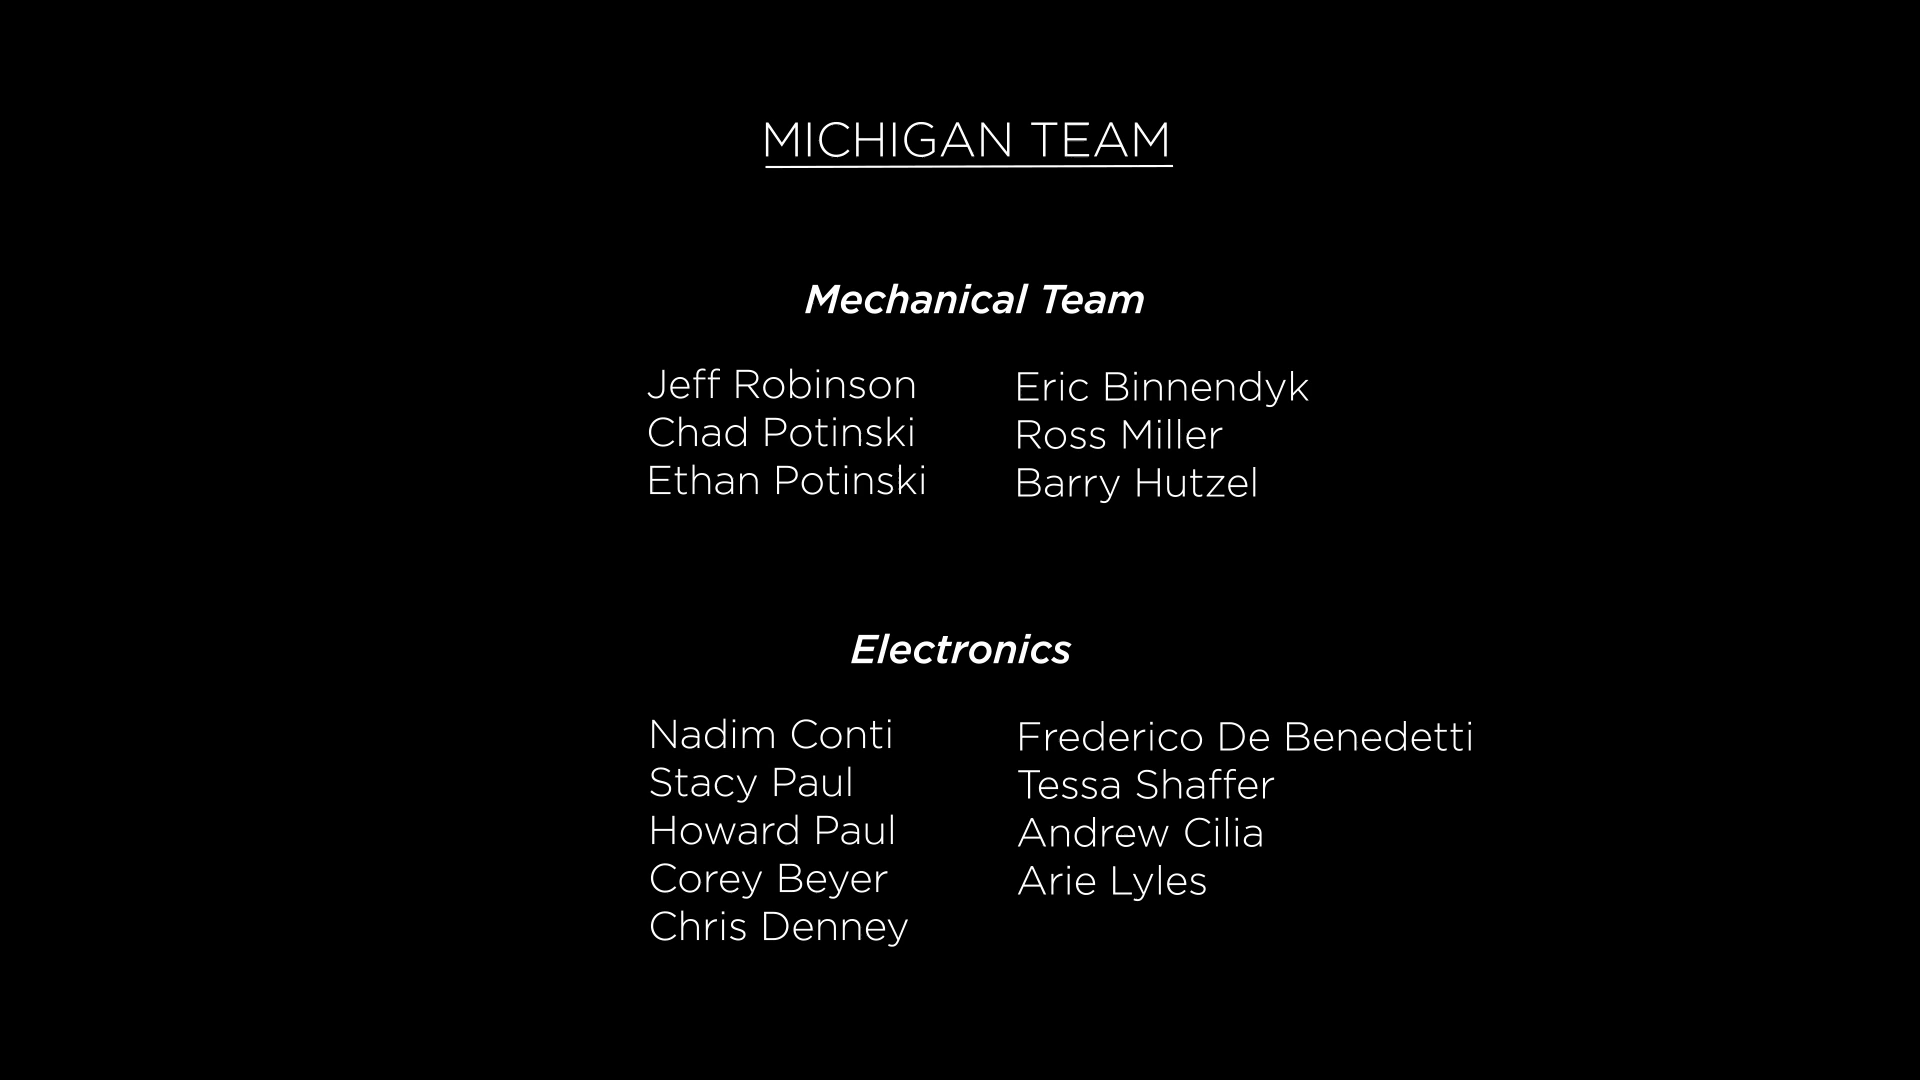 MICHIGAN TEAM
Mechanical Team
Jeff Robinson
Chad Potinski
Ethan Potinski
Eric Binnendyk
Ross Miller
Barry Hutzel
Electronics
Nadim Conti
Stacy Paul
Howard Paul
Corey Beyer
Chris Denney
Frederico De Benedetti
Tessa Shaffer
Andrew Cilia
Arie Lyles